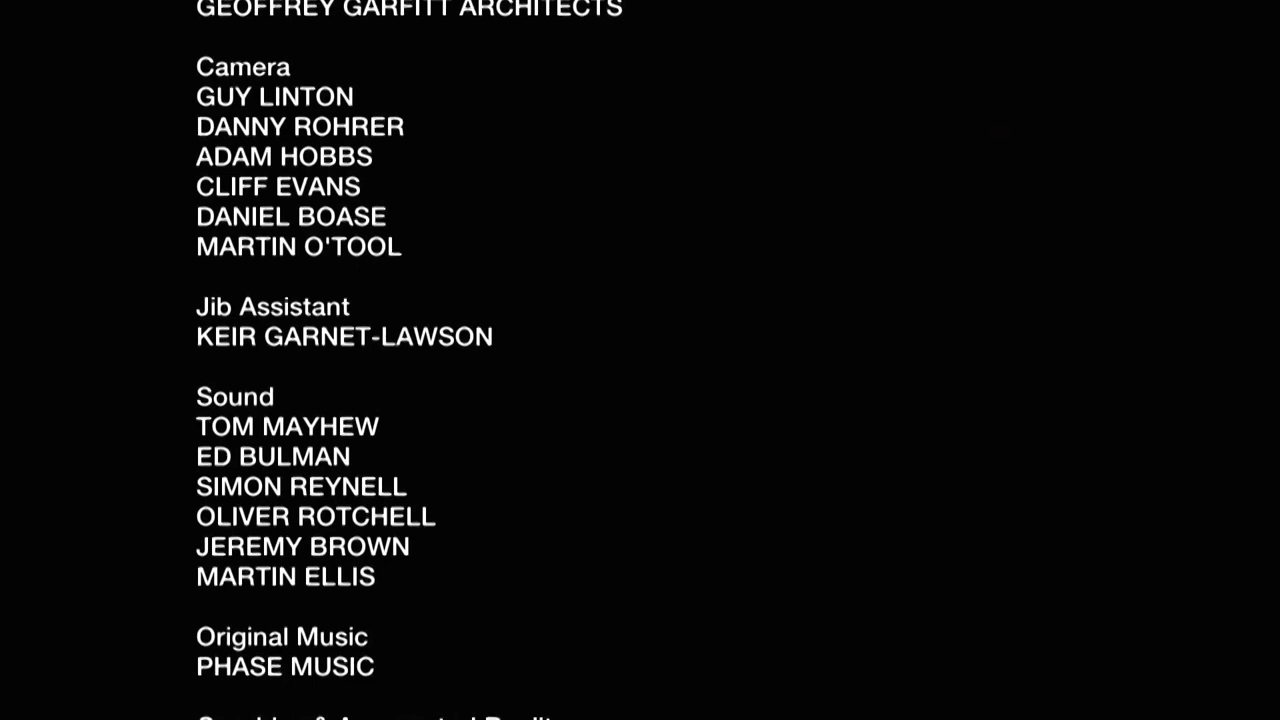 GEOFFREY GARFITT ARCHITECTS
Camera
GUY LINTON
DANNY ROHRER
ADAM HOBBS
CLIFF EVANS
DANIEL BOASE
MARTIN O'TOOL
Jib Assistant
KEIR GARNET-LAWSON
Sound
TOM MAYHEW
ED BULMAN
SIMON REYNELL
OLIVER ROTCHELL
JEREMY BROWN
MARTIN ELLIS
Original Music
PHASE MUSIC